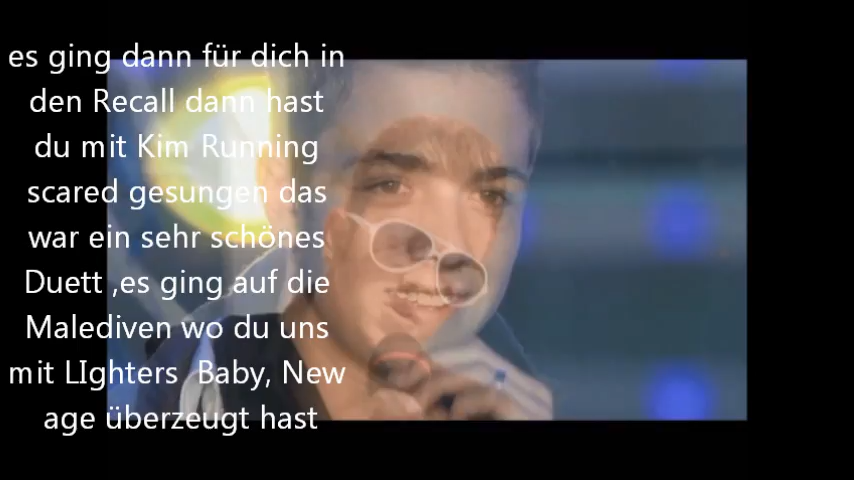 es ging dann für dich in
den Recall dann hast
du mit Kim Running
scared gesungen das
war ein sehr schönes
Duett ,es ging auf die
Malediven wo du uns
mit LIghters Baby, New
age überzeugt hast